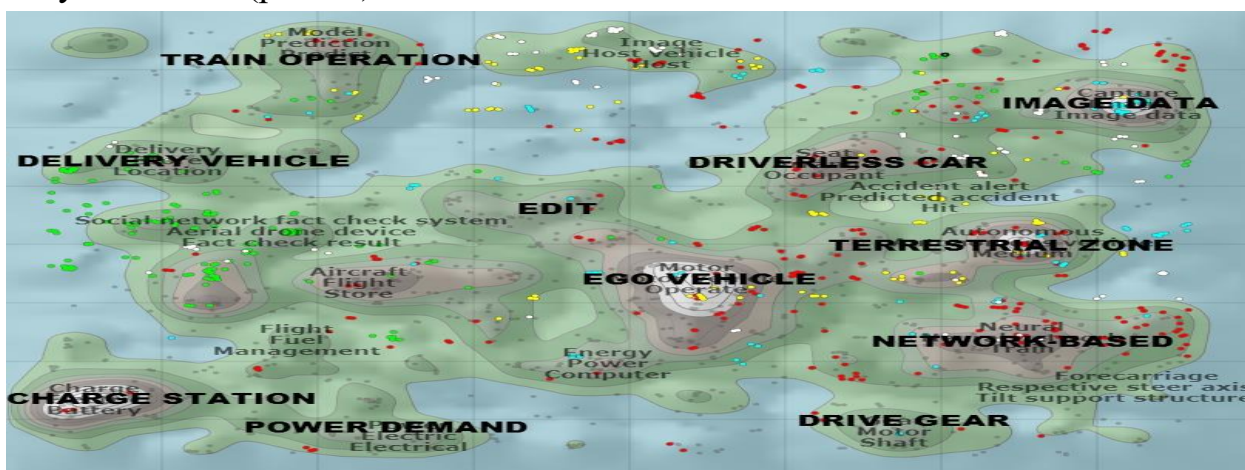 Model
Prediction
Predict
TRAIN OPERATION
Image
Host vehicle
Host
Capture
IMAGE DATA
Image data
Delivery
DELIVERY VEHICLE
Location
Seat
DRIVERLESS CAR
Occupant
Accident alert
Predicted accident
Hit
EDIT
Social network fact check system
Aerial drone device
Fact check result
Autonomous
TERRESTRIAL ZONE
Medium
Aircraft
Flight
Store
Motor
EGO VEHICLE
Operate
Flight
Fuel
Management
Neural
NETWORK-BASED
Train
Energy
Power
Computer
Forecarriage
Respective steer axis
Tilt support structure
Charge
CHARGE STATION
Battery
POWER DEMAND
Electric
Electrical
DRIVE GEAR
Motor
Shaft